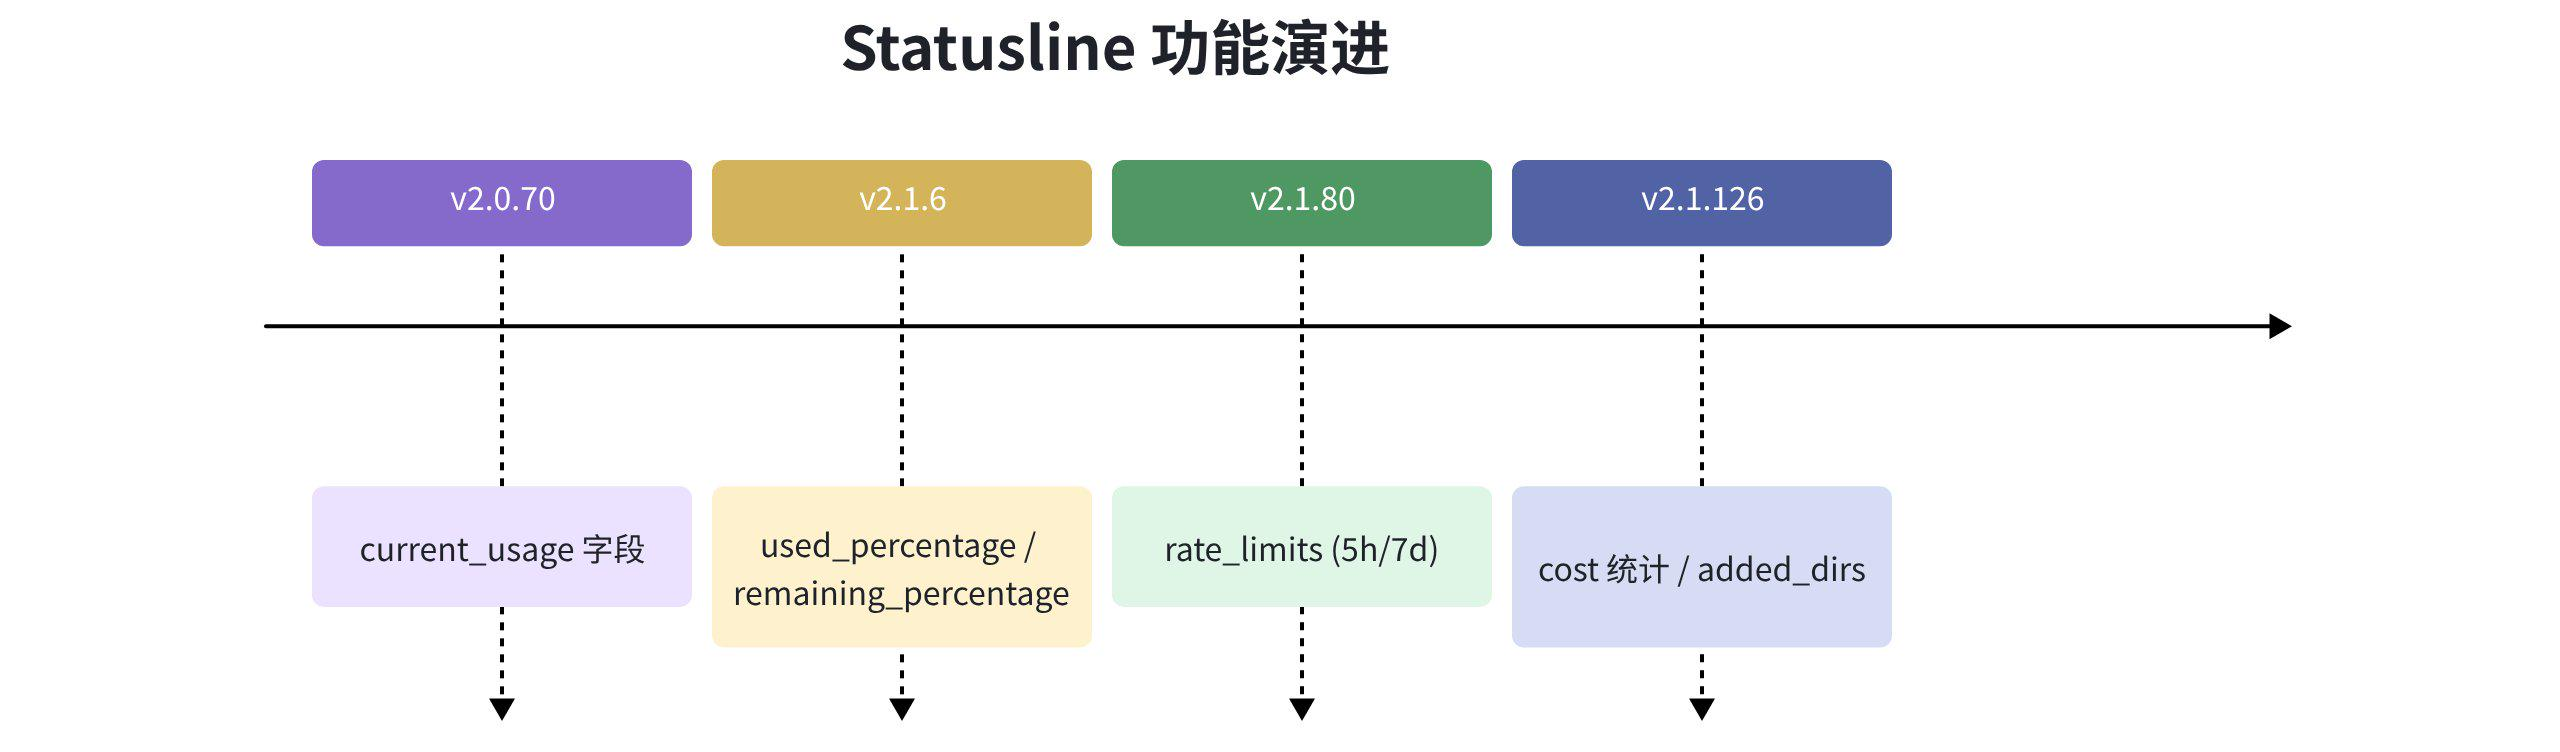 Statusline 功能演进
v2.0.70
v2.1.6
v2.1.80
v2.1.126
current_usage 字段
used_percentage /
remaining_percentage
rate_limits (5h/7d)
cost 统计 / added_dirs